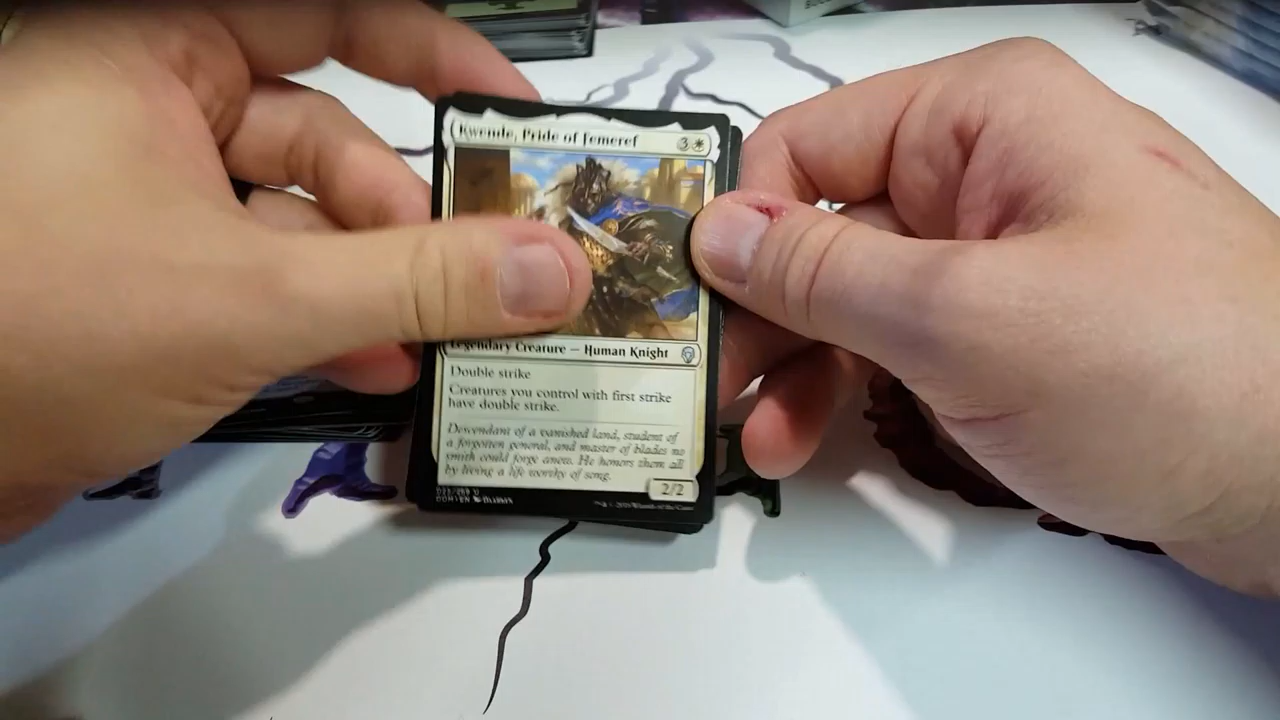 Kwende, Pride of Femeref
3
Legendary Creature — Human Knight
Double strike
Creatures you control with first strike
have double strike.
Descendant of a vanished land, student of
a forgotten general, and master of blades no
smith could forge anew. He honors them all
by living a life worthy of song.
2/2